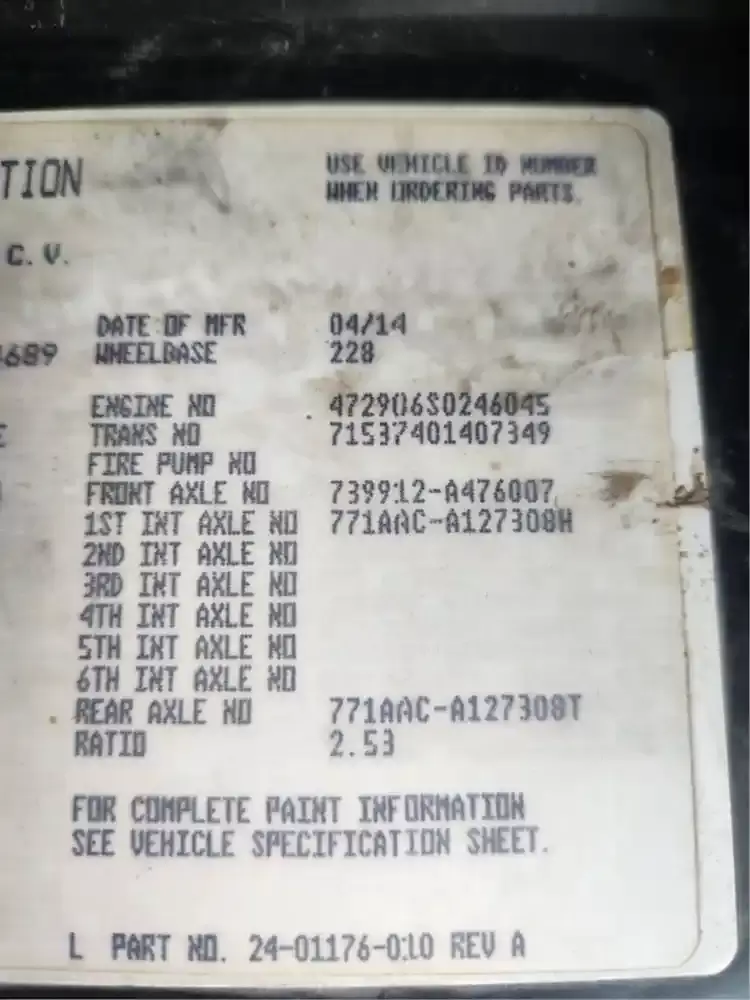 TION
USE VEHICLE ID NUMBER
WHEN ORDERING PARTS.
C. V.
DATE OF MFR 04/14
689 WHEELBASE 228
ENGINE NO 472906S0246045
E TRANS NO 71537401407349
FIRE PUMP NO
FRONT AXLE NO 739912-A476007
1ST INT AXLE NO 771AAC-A127308H
2ND INT AXLE NO
3RD INT AXLE NO
4TH INT AXLE NO
5TH INT AXLE NO
6TH INT AXLE NO
REAR AXLE NO 771AAC-A127308T
RATIO 2.53
FOR COMPLETE PAINT INFORMATION
SEE VEHICLE SPECIFICATION SHEET.
L PART NO. 24-01176-010 REV A